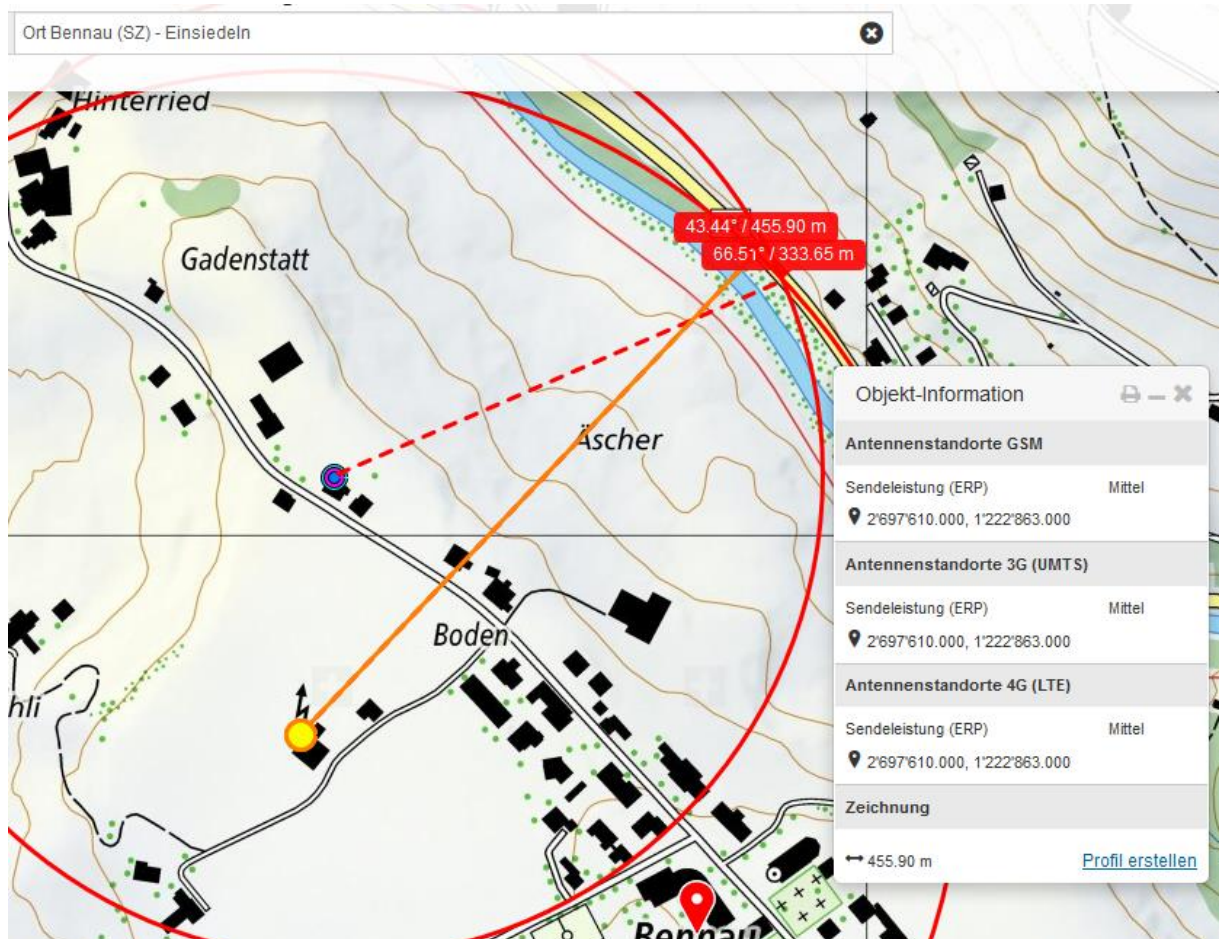 Ort Bennau (SZ) - Einsiedeln
Hinterried
Gadenstatt
43.44° / 455.90 m
66.51° / 333.65 m
Äscher
Boden
hli
Bennau
Objekt-Information
Antennenstandorte GSM
Sendeleistung (ERP) Mittel
2'697'610.000, 1'222'863.000
Antennenstandorte 3G (UMTS)
Sendeleistung (ERP) Mittel
2'697'610.000, 1'222'863.000
Antennenstandorte 4G (LTE)
Sendeleistung (ERP) Mittel
2'697'610.000, 1'222'863.000
Zeichnung
455.90 m Profil erstellen